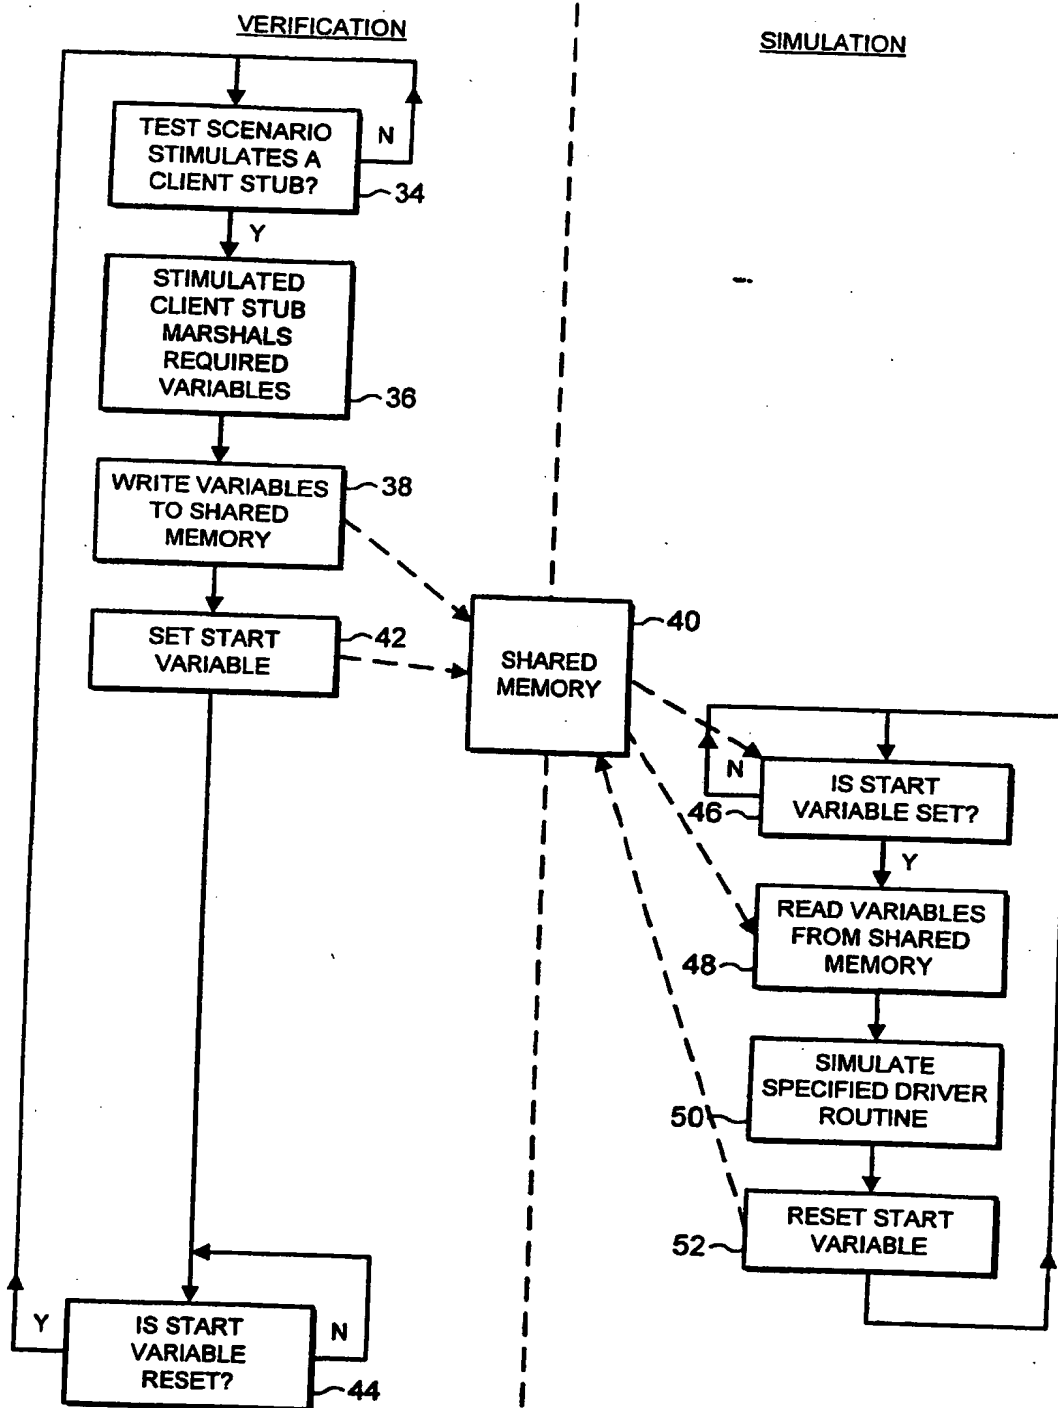 VERIFICATION
TEST SCENARIO
STIMULATES A
CLIENT STUB?
N
34
Y
STIMULATED
CLIENT STUB
MARSHALS
REQUIRED
VARIABLES
36
WRITE VARIABLES
TO SHARED
MEMORY
38
SET START
VARIABLE
42
IS START
VARIABLE
RESET?
Y
N
44
SHARED
MEMORY
40
SIMULATION
IS START
VARIABLE SET?
N
46
Y
READ VARIABLES
FROM SHARED
MEMORY
48
SIMULATE
SPECIFIED DRIVER
ROUTINE
50
RESET START
VARIABLE
52